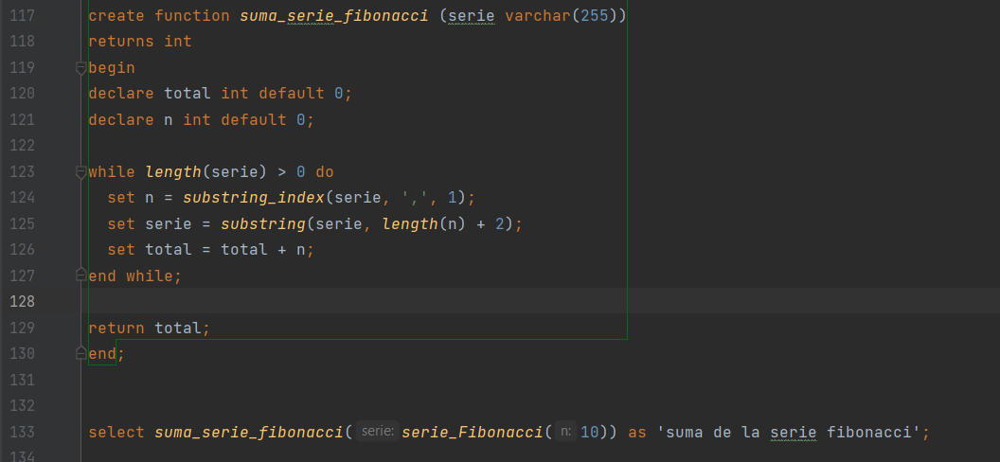 117 create function suma_serie_fibonacci (serie varchar(255))
118 returns int
119 begin
120 declare total int default 0;
121 declare n int default 0;
122
123 while length(serie) > 0 do
124   set n = substring_index(serie, ',', 1);
125   set serie = substring(serie, length(n) + 2);
126   set total = total + n;
127 end while;
128
129 return total;
130 end;
131
132
133 select suma_serie_fibonacci( serie: serie_Fibonacci( n: 10)) as 'suma de la serie fibonacci';
134